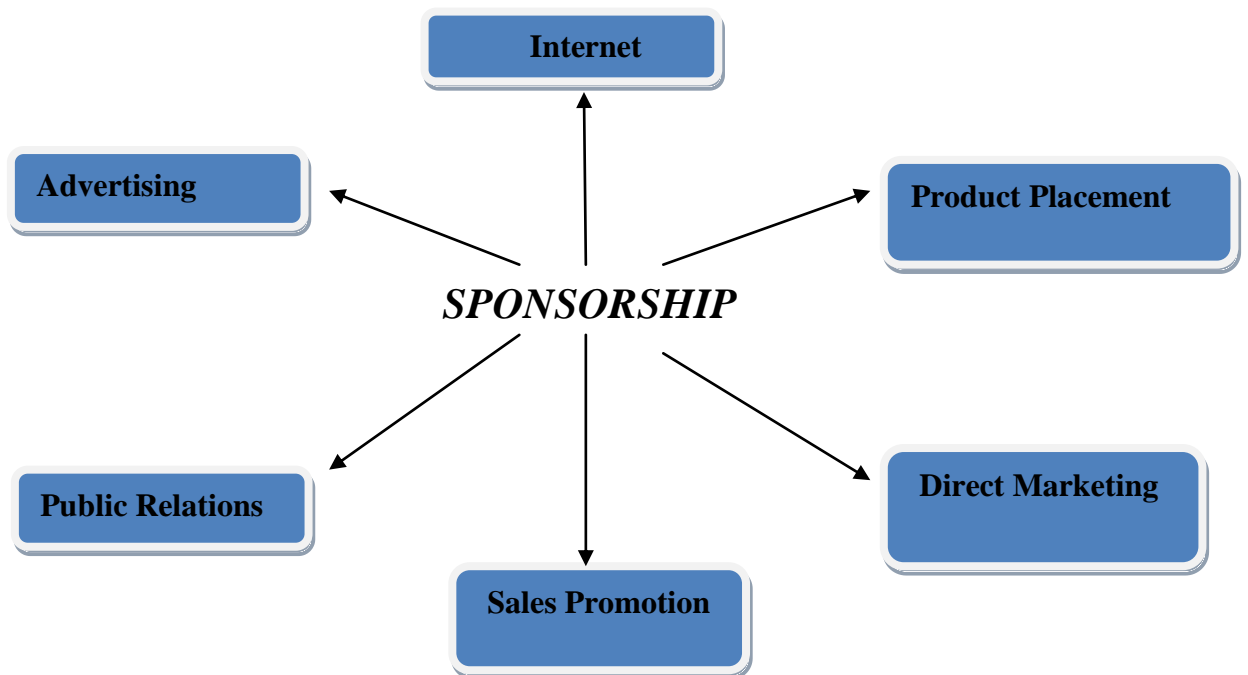 Internet
Advertising
Product Placement
SPONSORSHIP
Public Relations
Direct Marketing
Sales Promotion